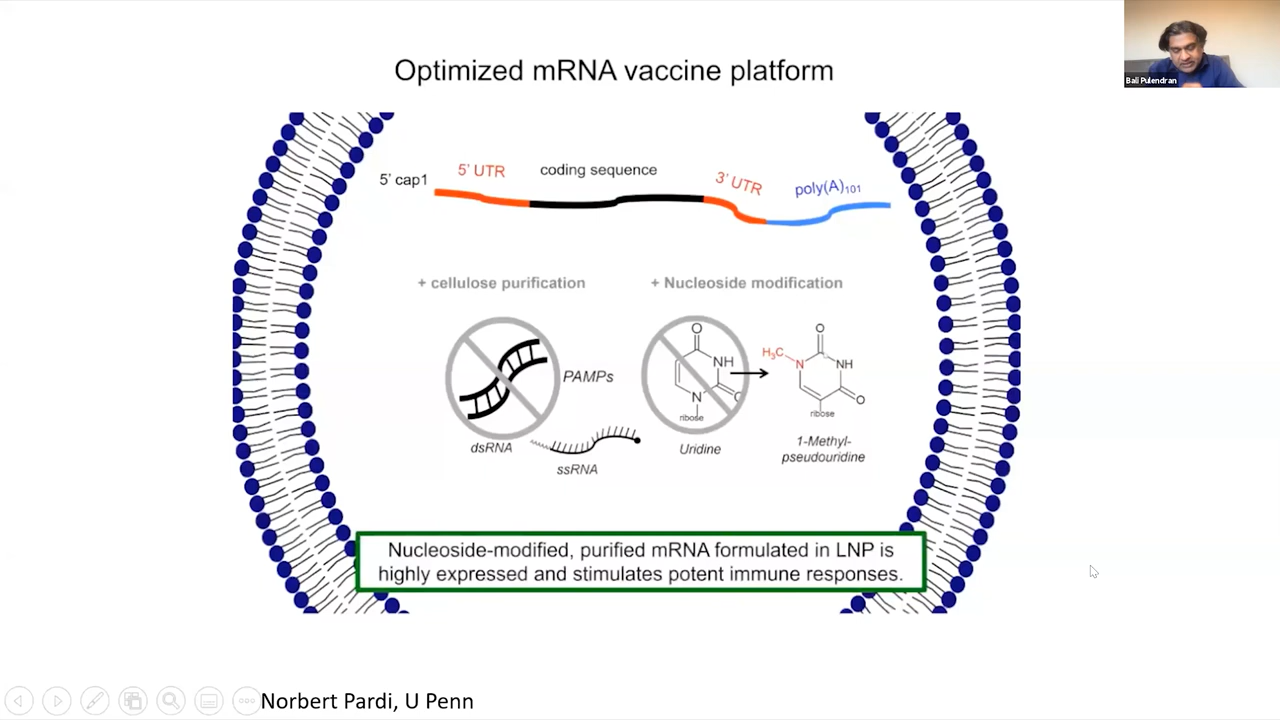 Optimized mRNA vaccine platform
Bali Pulendran
5' cap1
5' UTR
coding sequence
3' UTR
poly(A)101
+ cellulose purification
+ Nucleoside modification
PAMPs
dsRNA
ssRNA
O
NH
O
N
ribose
Uridine
O
H3C
N
NH
O
ribose
1-Methyl-
pseudouridine
Nucleoside-modified, purified mRNA formulated in LNP is
highly expressed and stimulates potent immune responses.
Norbert Pardi, U Penn